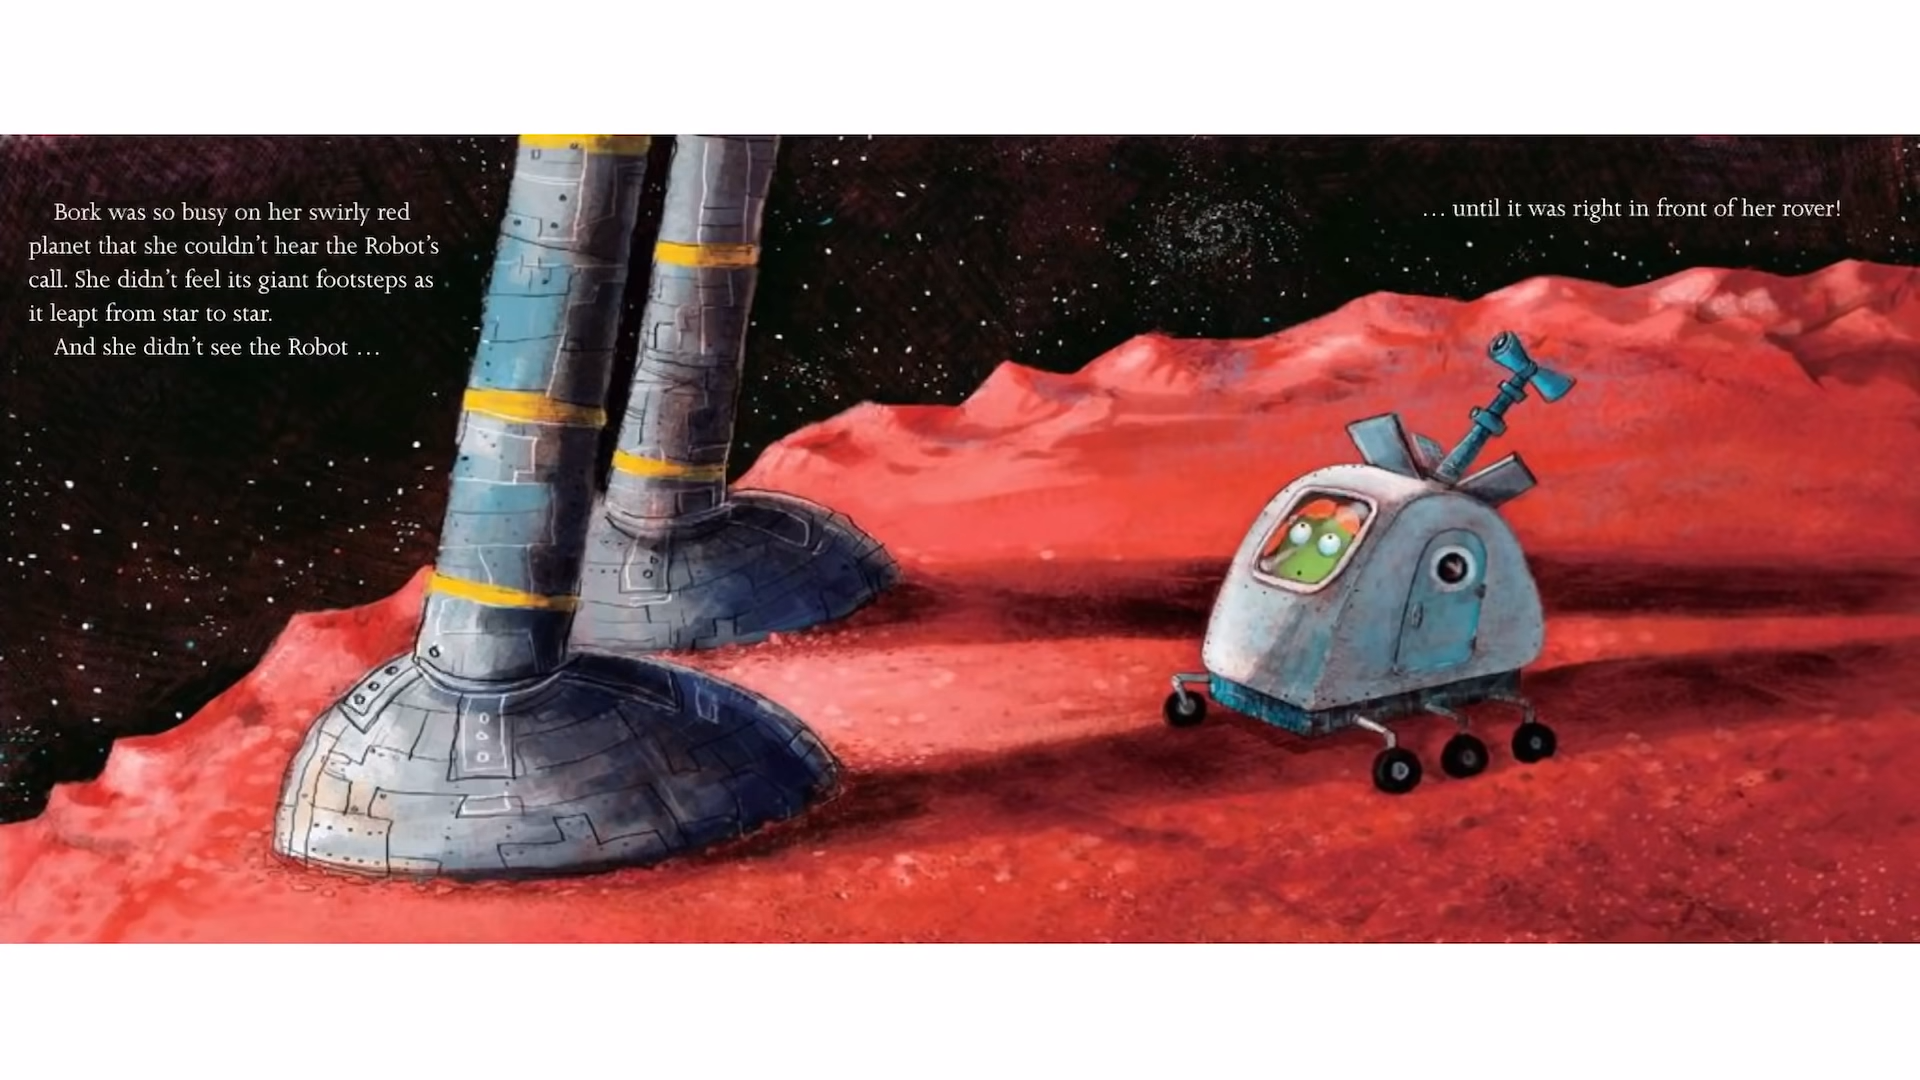 Bork was so busy on her swirly red
planet that she couldn’t hear the Robot’s
call. She didn’t feel its giant footsteps as
it leapt from star to star.
And she didn’t see the Robot …
… until it was right in front of her rover!